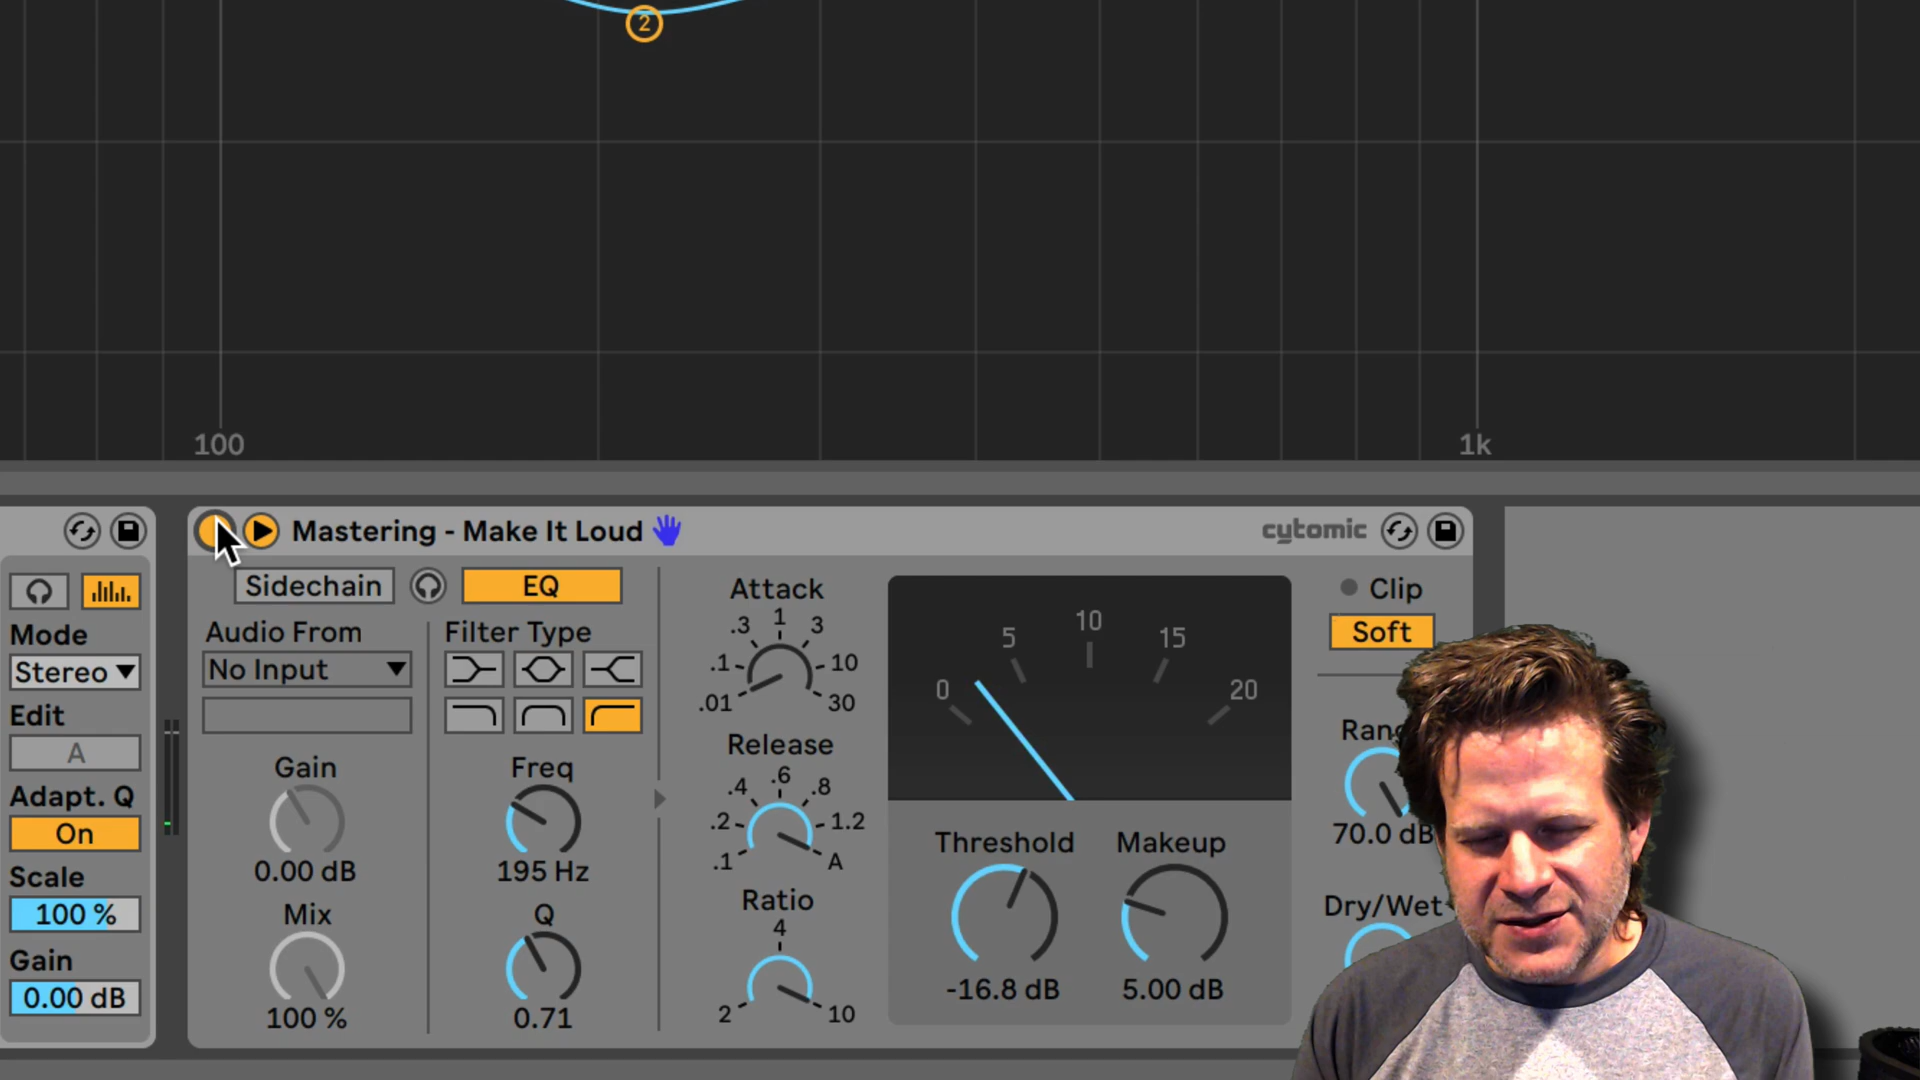 2
100
1k
Mastering - Make It Loud
cytomic
Sidechain
EQ
Audio From
No Input
Filter Type
Gain
0.00 dB
Mix
100 %
Freq
195 Hz
Q
0.71
Attack
.01
.1
.3
1
3
10
30
Release
.1
.2
.4
.6
.8
1.2
A
Ratio
2
4
10
0
5
10
15
20
Threshold
-16.8 dB
Makeup
5.00 dB
Clip
Soft
70.0 dB
Dry/Wet
Mode
Stereo
Edit
A
Adapt. Q
On
Scale
100 %
Gain
0.00 dB